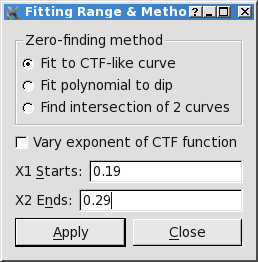 Fitting Range & Metho
Zero-finding method
Fit to CTF-like curve
Fit polynomial to dip
Find intersection of 2 curves
Vary exponent of CTF function
X1 Starts: 0.19
X2 Ends: 0.29
Apply Close